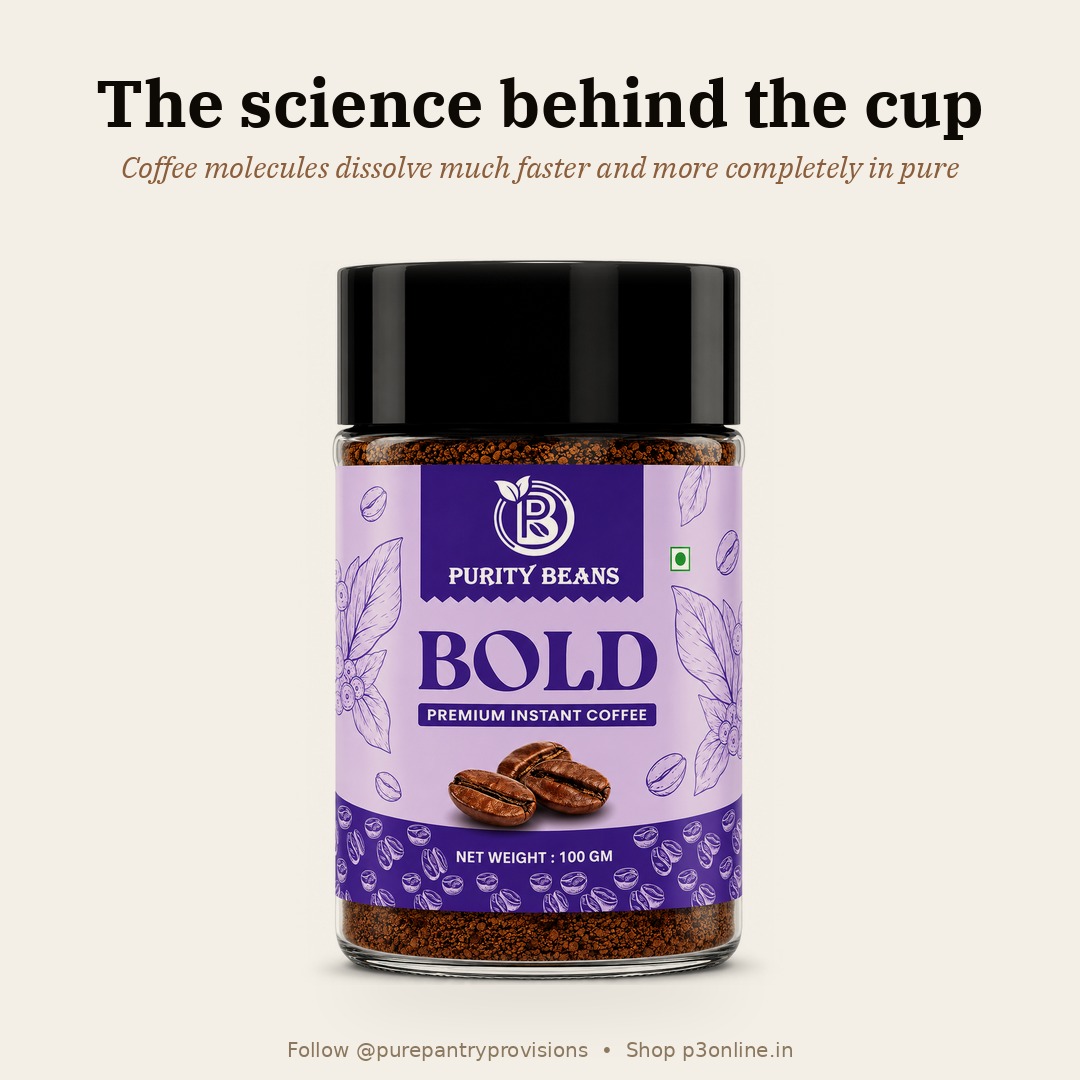 The science behind the cup
Coffee molecules dissolve much faster and more completely in pure
PURITY BEANS
BOLD
PREMIUM INSTANT COFFEE
NET WEIGHT : 100 GM
Follow @purepantryprovisions • Shop p3online.in